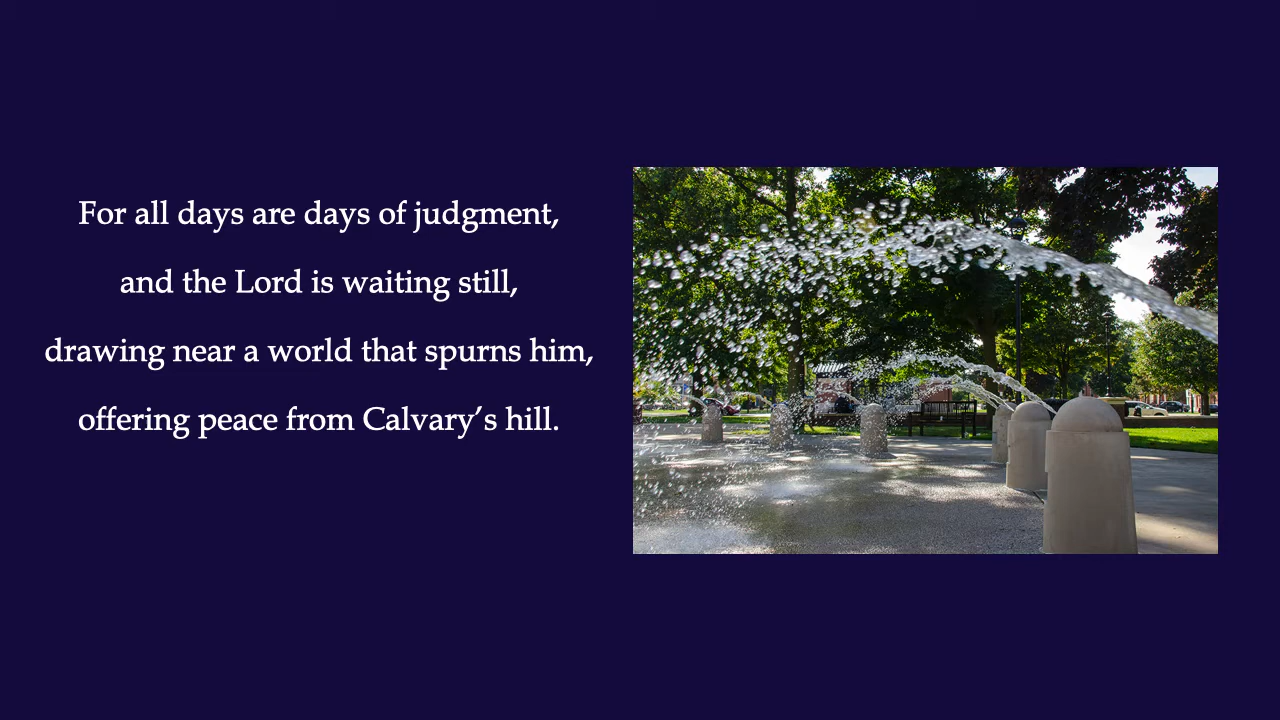 For all days are days of judgment,
and the Lord is waiting still,
drawing near a world that spurns him,
offering peace from Calvary’s hill.